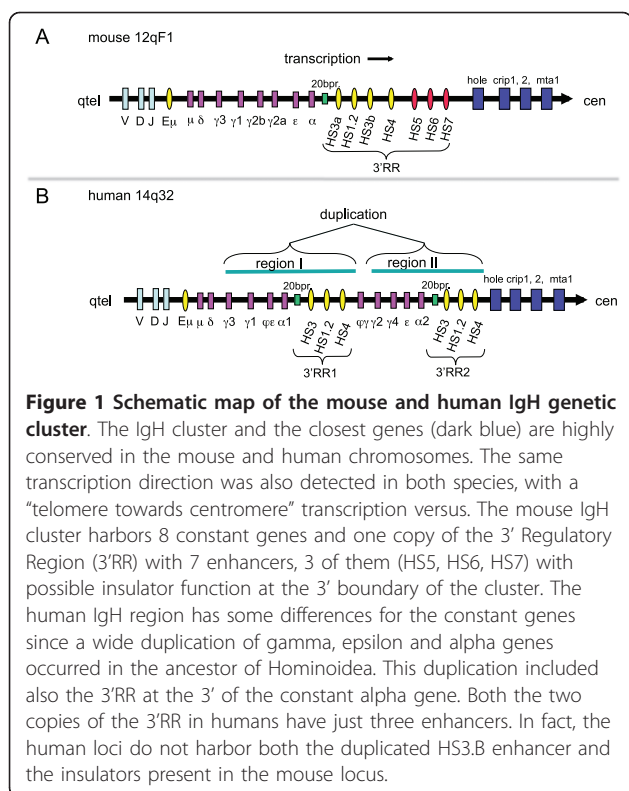 A
mouse 12qF1
transcription
20bpr.
hole crip1, 2, mta1
qtel
cen
V D J Eμ μ δ γ3 γ1 γ2b γ2a ε α HS3a HS1.2 HS3b HS4 HS5 HS6 HS7
3'RR
B
human 14q32
duplication
region I
region II
20bpr.
20bpr.
hole crip1, 2, mta1
qtel
cen
V D J Eμ μ δ γ3 γ1 φε α1 HS3 HS1.2 HS4 φγ γ2 γ4 ε α2 HS3 HS1.2 HS4
3'RR1
3'RR2
Figure 1 Schematic map of the mouse and human IgH genetic
cluster. The IgH cluster and the closest genes (dark blue) are highly
conserved in the mouse and human chromosomes. The same
transcription direction was also detected in both species, with a
"telomere towards centromere" transcription versus. The mouse IgH
cluster harbors 8 constant genes and one copy of the 3' Regulatory
Region (3'RR) with 7 enhancers, 3 of them (HS5, HS6, HS7) with
possible insulator function at the 3' boundary of the cluster. The
human IgH region has some differences for the constant genes
since a wide duplication of gamma, epsilon and alpha genes
occurred in the ancestor of Hominoidea. This duplication included
also the 3'RR at the 3' of the constant alpha gene. Both the two
copies of the 3'RR in humans have just three enhancers. In fact, the
human loci do not harbor both the duplicated HS3.B enhancer and
the insulators present in the mouse locus.